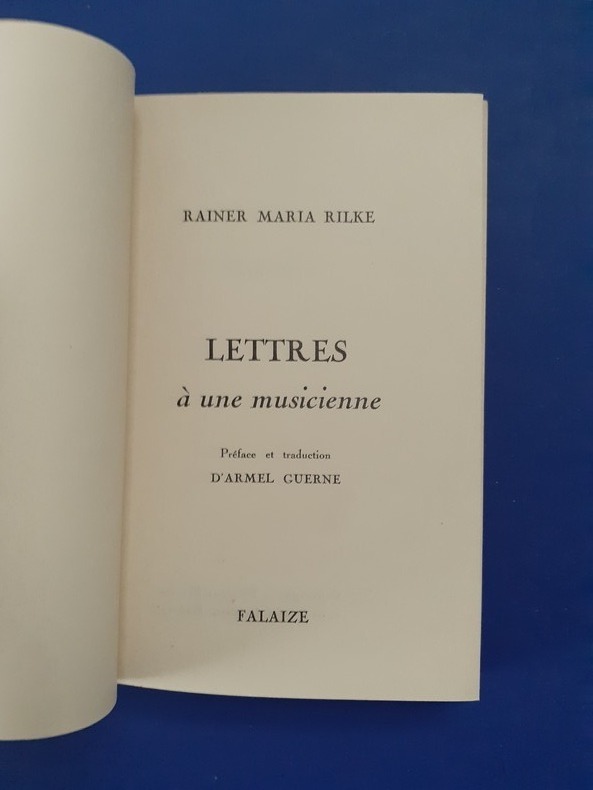 RAINER MARIA RILKE
LETTRES
à une musicienne
Préface et traduction
D'ARMEL GUERNE
FALAIZE